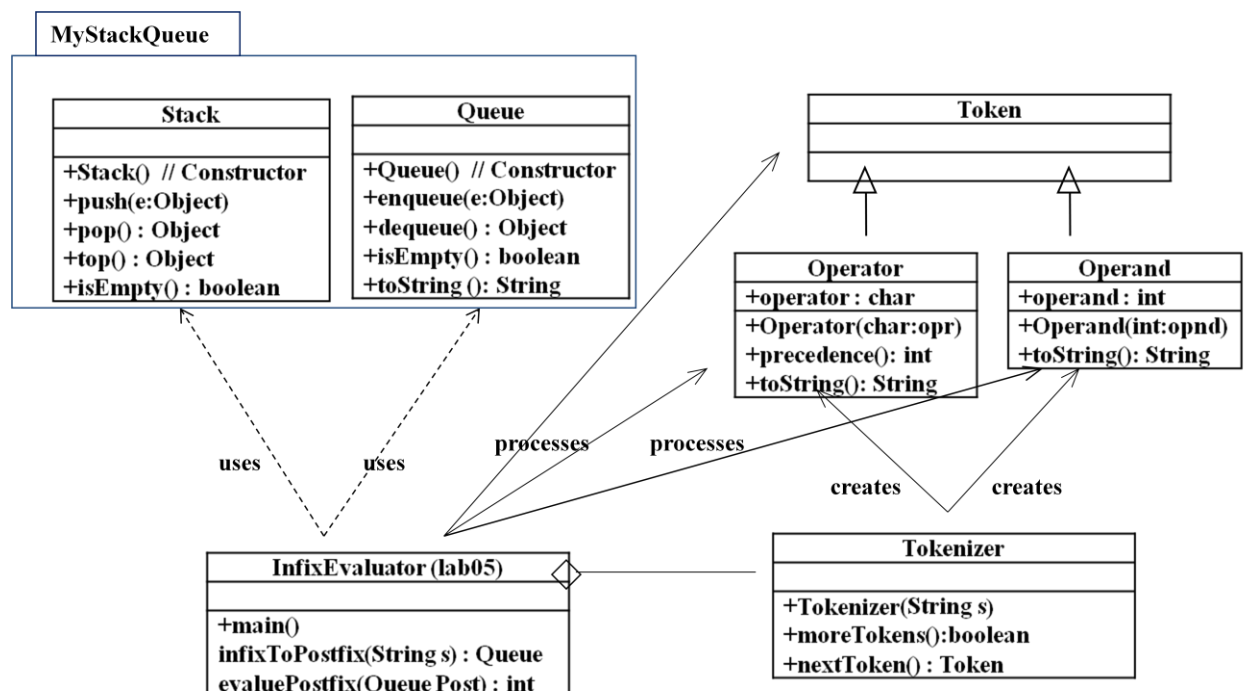 MyStackQueue
Stack
+Stack() // Constructor
+push(e:Object)
+pop() : Object
+top() : Object
+isEmpty() : boolean
Queue
+Queue() // Constructor
+enqueue(e:Object)
+dequeue() : Object
+isEmpty() : boolean
+toString (): String
Token
Operator
+operator : char
+Operator(char:opr)
+precedence(): int
+toString(): String
Operand
+operand : int
+Operand(int:opnd)
+toString(): String
uses
uses
processes
processes
creates
creates
InfixEvaluator (lab05)
+main()
infixToPostfix(String s) : Queue
evaluePostfix(Queue Post) : int
Tokenizer
+Tokenizer(String s)
+moreTokens():boolean
+nextToken() : Token